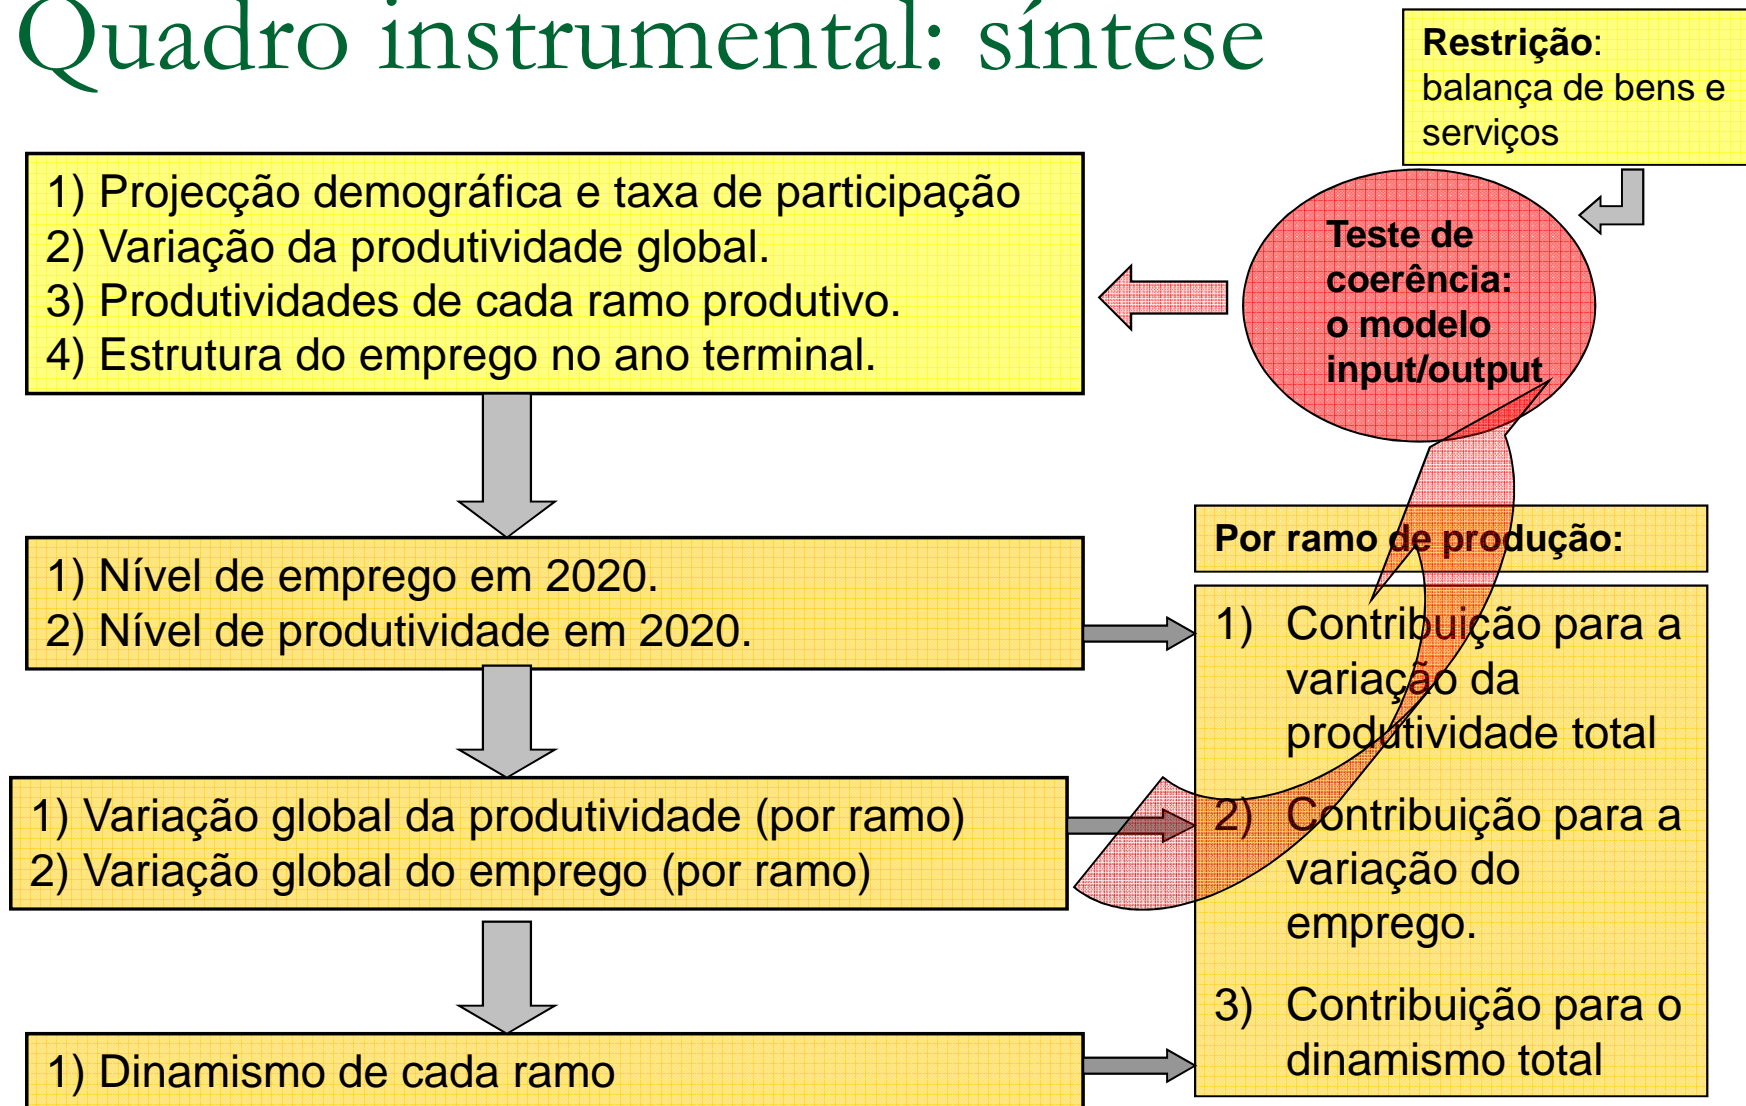 Quadro instrumental: síntese
Restrição:
balança de bens e
serviços
1) Projecção demográfica e taxa de participação
2) Variação da produtividade global.
3) Produtividades de cada ramo produtivo.
4) Estrutura do emprego no ano terminal.
Teste de
coerência:
o modelo
input/output
1) Nível de emprego em 2020.
2) Nível de produtividade em 2020.
Por ramo de produção:
1) Contribuição para a
variação da
produtividade total
2) Contribuição para a
variação do
emprego.
3) Contribuição para o
dinamismo total
1) Variação global da produtividade (por ramo)
2) Variação global do emprego (por ramo)
1) Dinamismo de cada ramo